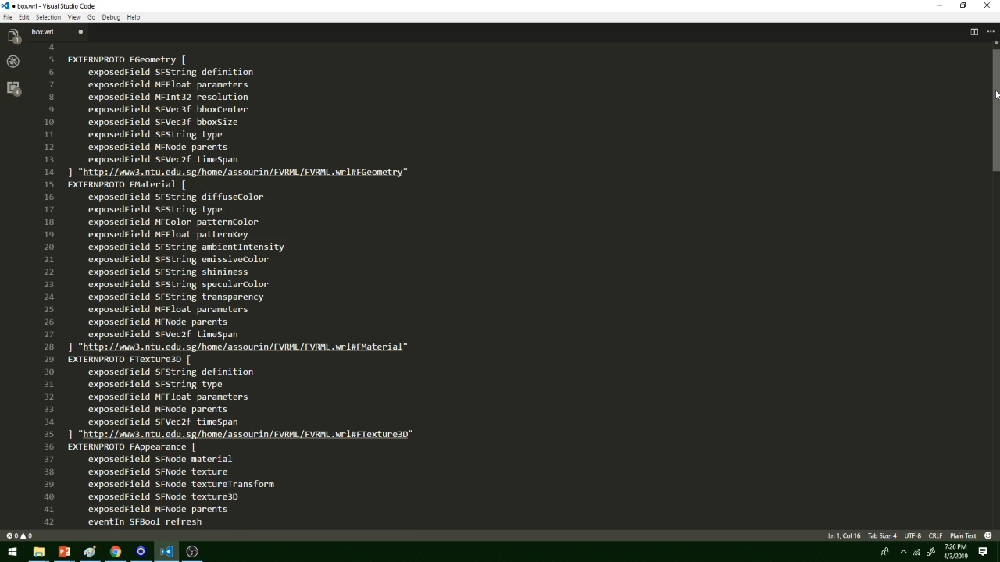 ● box.wrl - Visual Studio Code
File Edit Selection View Go Debug Help
box.wrl ●
4
5 EXTERNPROTO FGeometry [
6 exposedField SFString definition
7 exposedField MFFloat parameters
8 exposedField MFInt32 resolution
9 exposedField SFVec3f bboxCenter
10 exposedField SFVec3f bboxSize
11 exposedField SFString type
12 exposedField MFNode parents
13 exposedField SFVec2f timeSpan
14 ] "http://www3.ntu.edu.sg/home/assourin/FVRML/FVRML.wrl#FGeometry"
15 EXTERNPROTO FMaterial [
16 exposedField SFString diffuseColor
17 exposedField SFString type
18 exposedField MFColor patternColor
19 exposedField MFFloat patternKey
20 exposedField SFString ambientIntensity
21 exposedField SFString emissiveColor
22 exposedField SFString shininess
23 exposedField SFString specularColor
24 exposedField SFString transparency
25 exposedField MFFloat parameters
26 exposedField MFNode parents
27 exposedField SFVec2f timeSpan
28 ] "http://www3.ntu.edu.sg/home/assourin/FVRML/FVRML.wrl#FMaterial"
29 EXTERNPROTO FTexture3D [
30 exposedField SFString definition
31 exposedField SFString type
32 exposedField MFFloat parameters
33 exposedField MFNode parents
34 exposedField SFVec2f timeSpan
35 ] "http://www3.ntu.edu.sg/home/assourin/FVRML/FVRML.wrl#FTexture3D"
36 EXTERNPROTO FAppearance [
37 exposedField SFNode material
38 exposedField SFNode texture
39 exposedField SFNode textureTransform
40 exposedField SFNode texture3D
41 exposedField MFNode parents
42 eventIn SFBool refresh
1
4
0 0 Ln 1, Col 16 Tab Size: 4 UTF-8 CRLF Plain Text
7:26 PM
4/3/2019